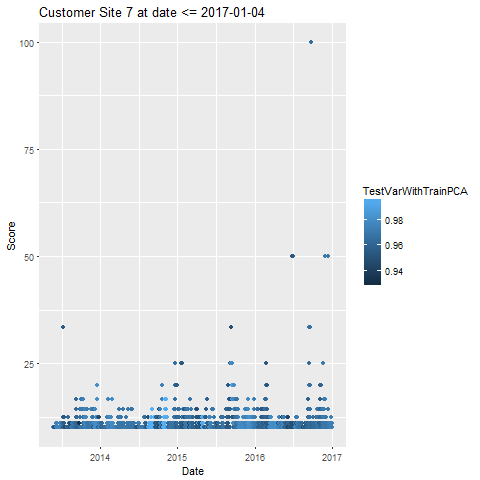 Customer Site 7 at date <= 2017-01-04
100
75
50
25
Score
2014
2015
2016
2017
Date
TestVarWithTrainPCA
0.98
0.96
0.94